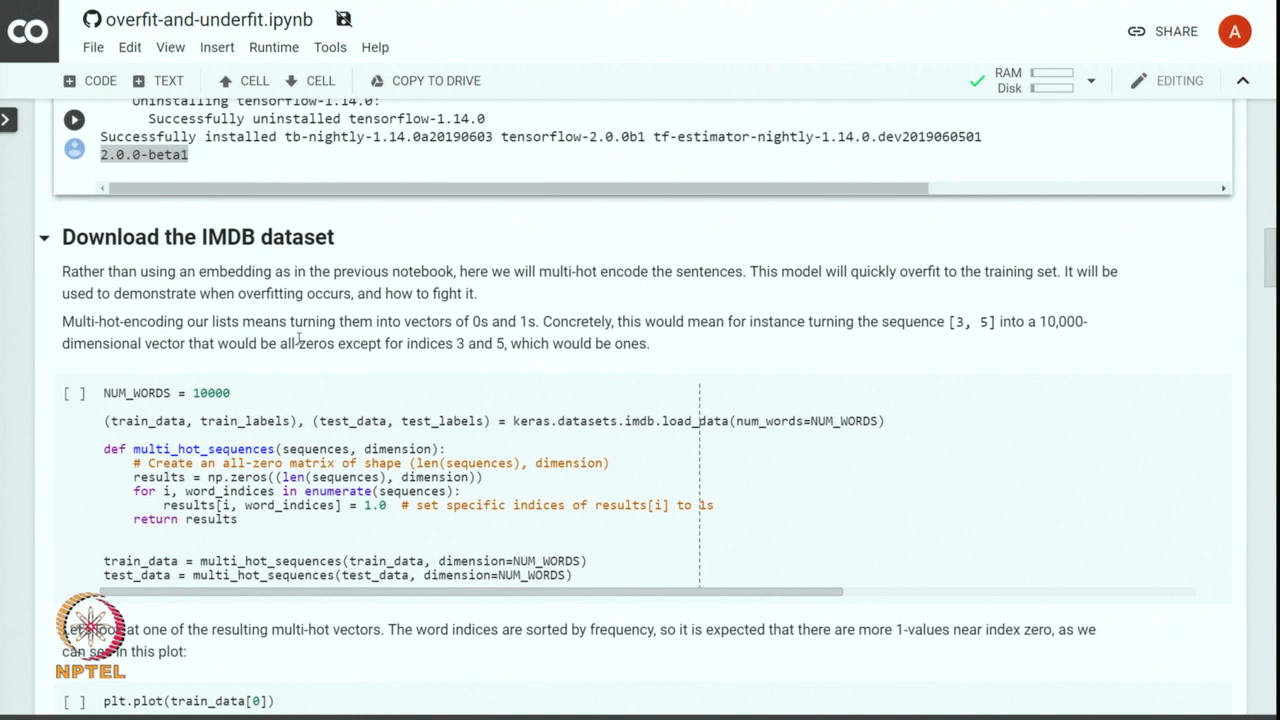 CO
overfit-and-underfit.ipynb
File Edit View Insert Runtime Tools Help
SHARE
A
CODE TEXT CELL CELL COPY TO DRIVE
RAM
Disk
EDITING
Uninstalling tensorflow-1.14.0:
Successfully uninstalled tensorflow-1.14.0
Successfully installed tb-nightly-1.14.0a20190603 tensorflow-2.0.0b1 tf-estimator-nightly-1.14.0.dev2019060501
2.0.0-beta1
Download the IMDB dataset
Rather than using an embedding as in the previous notebook, here we will multi-hot encode the sentences. This model will quickly overfit to the training set. It will be
used to demonstrate when overfitting occurs, and how to fight it.
Multi-hot-encoding our lists means turning them into vectors of 0s and 1s. Concretely, this would mean for instance turning the sequence [3, 5] into a 10,000-
dimensional vector that would be all-zeros except for indices 3 and 5, which would be ones.
[ ] NUM_WORDS = 10000
(train_data, train_labels), (test_data, test_labels) = keras.datasets.imdb.load_data(num_words=NUM_WORDS)
def multi_hot_sequences(sequences, dimension):
# Create an all-zero matrix of shape (len(sequences), dimension)
results = np.zeros((len(sequences), dimension))
for i, word_indices in enumerate(sequences):
results[i, word_indices] = 1.0 # set specific indices of results[i] to 1s
return results
train_data = multi_hot_sequences(train_data, dimension=NUM_WORDS)
test_data = multi_hot_sequences(test_data, dimension=NUM_WORDS)
at one of the resulting multi-hot vectors. The word indices are sorted by frequency, so it is expected that there are more 1-values near index zero, as we
can see in this plot:
NPTEL
[ ] plt.plot(train_data[0])